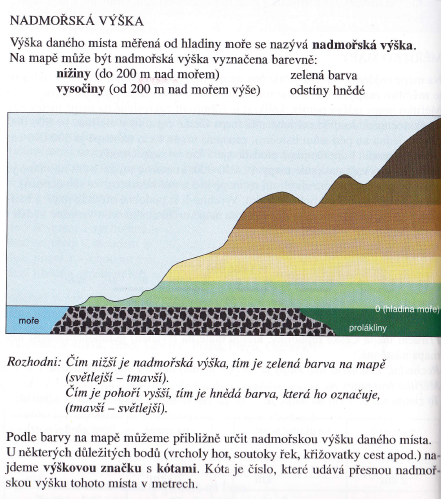 NADMOŘSKÁ VÝŠKA
Výška daného místa měřená od hladiny moře se nazývá nadmořská výška.
Na mapě může být nadmořská výška vyznačena barevně:
nížiny (do 200 m nad mořem) zelená barva
vysočiny (od 200 m nad mořem výše) odstíny hnědé
0 (hladina moře)
moře
prolákliny
Rozhodni: Čím nižší je nadmořská výška, tím je zelená barva na mapě
(světlejší – tmavší).
Čím je pohoří vyšší, tím je hnědá barva, která ho označuje,
(tmavší – světlejší).
Podle barvy na mapě můžeme přibližně určit nadmořskou výšku daného místa.
U některých důležitých bodů (vrcholy hor, soutoky řek, křižovatky cest apod.) na-
jdeme výškovou značku s kótami. Kóta je číslo, které udává přesnou nadmoř-
skou výšku tohoto místa v metrech.